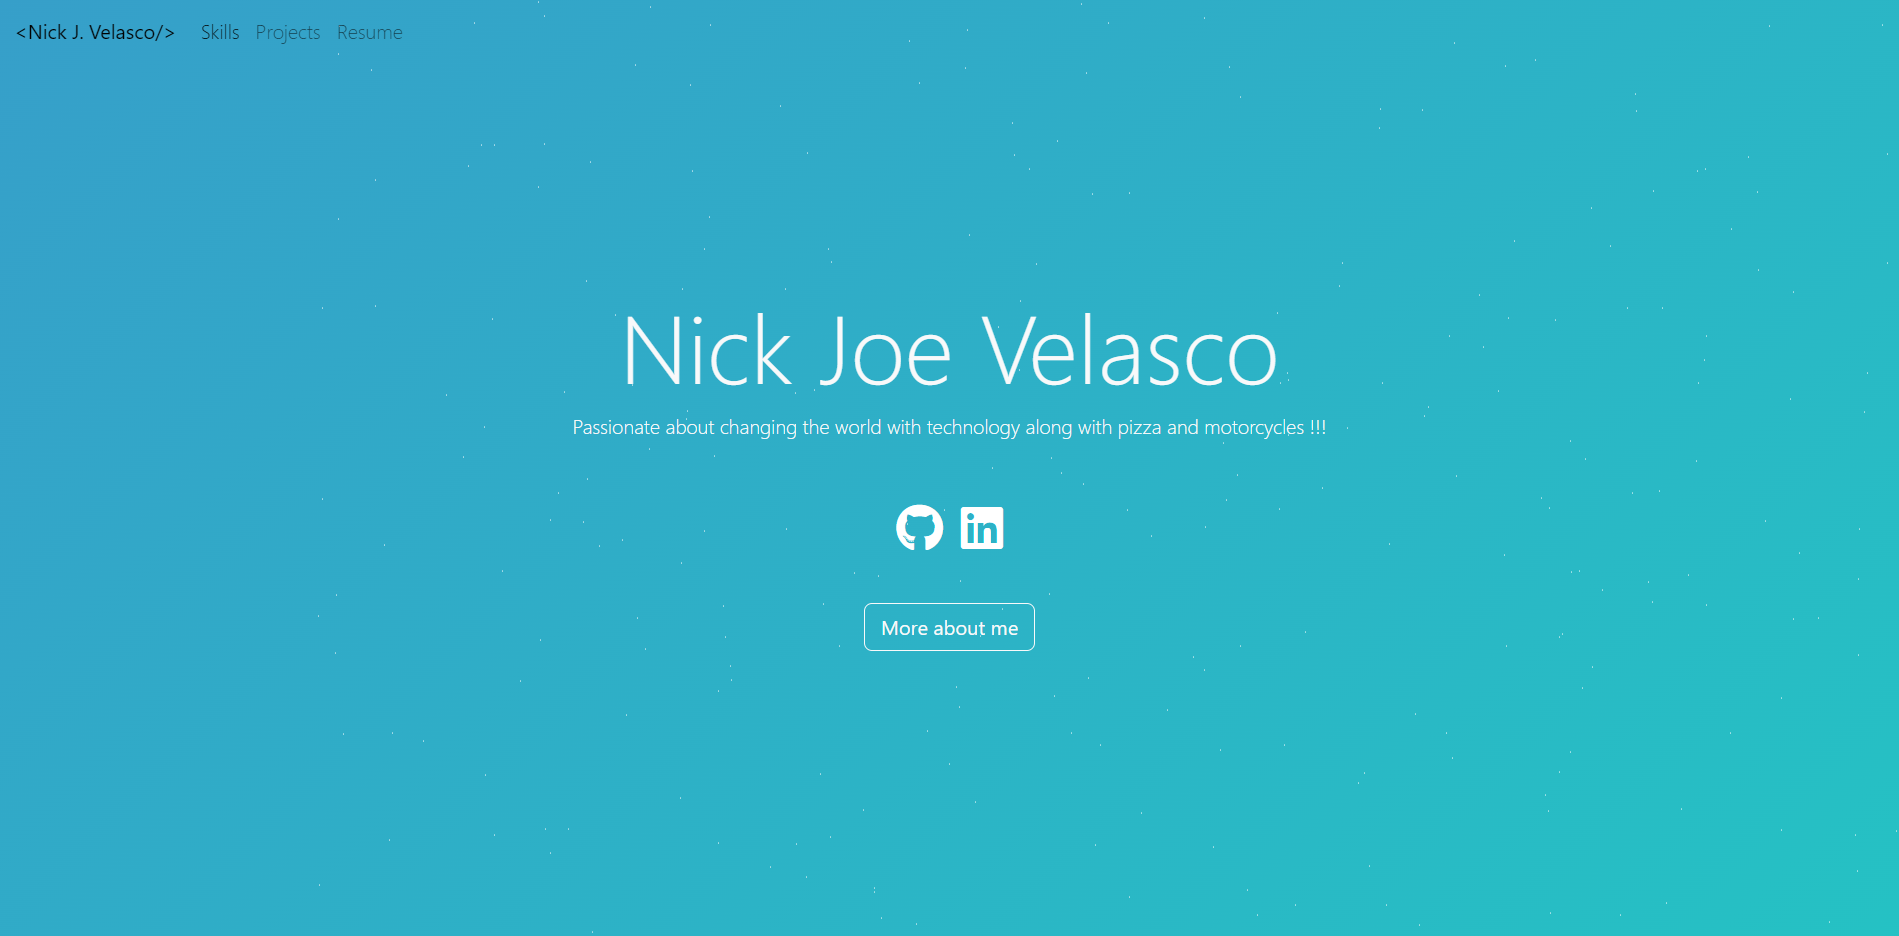 <Nick J. Velasco/> Skills Projects Resume
Nick Joe Velasco
Passionate about changing the world with technology along with pizza and motorcycles !!!
in
More about me